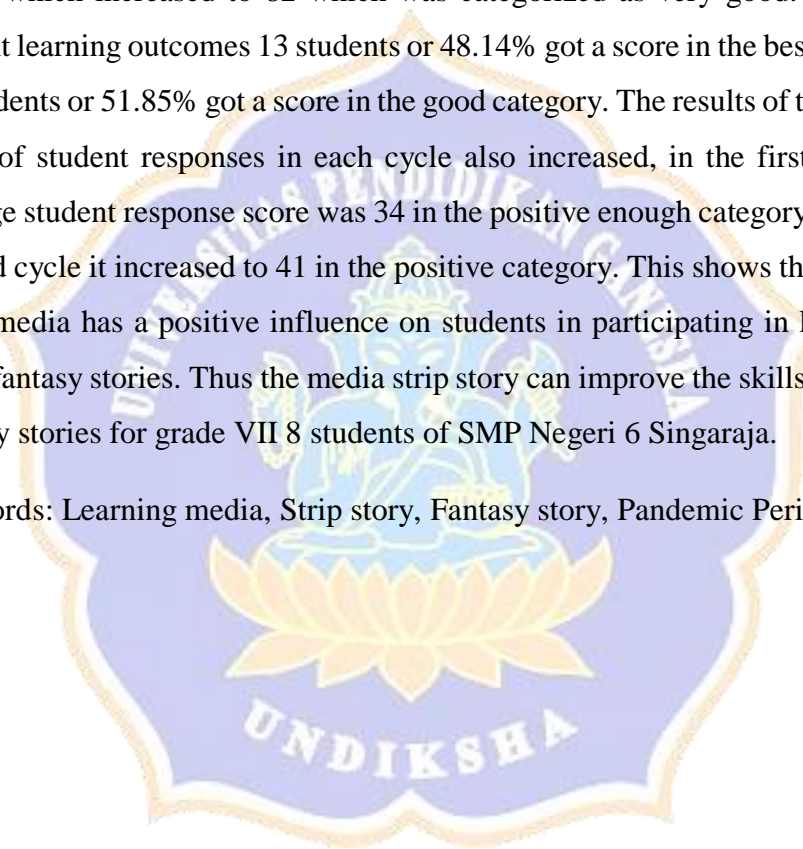 which increased to 82 which was categorized as very good.
t learning outcomes 13 students or 48.14% got a score in the bes
dents or 51.85% got a score in the good category. The results of t
of student responses in each cycle also increased, in the first
ge student response score was 34 in the positive enough category
d cycle it increased to 41 in the positive category. This shows th
media has a positive influence on students in participating in
fantasy stories. Thus the media strip story can improve the skills
y stories for grade VII 8 students of SMP Negeri 6 Singaraja.
ords: Learning media, Strip story, Fantasy story, Pandemic Peri
UNIVERSITAS PENDIDIKAN GANESHA
UNDIKSHA